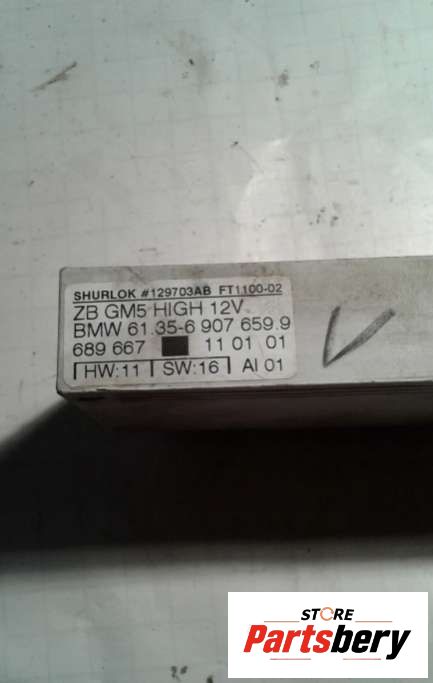 SHURLOK #129703AB FT1100-02
ZB GM5 HIGH 12V
BMW 61.35-6 907 659.9
689 667 11 01 01
HW:11 SW:16 AI 01
STORE
Partsbery